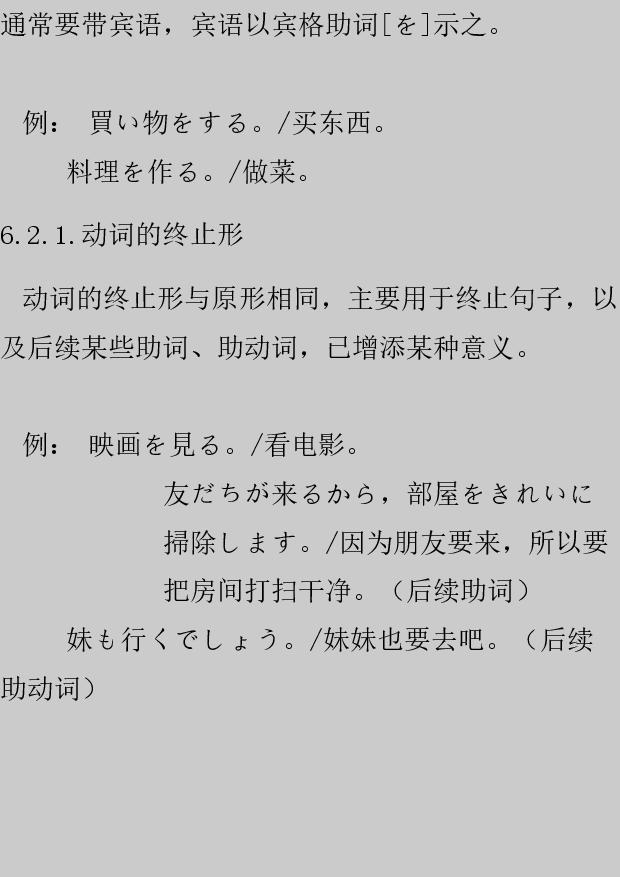 通常要带宾语，宾语以宾格助词[を]示之。
例： 買い物をする。/买东西。
料理を作る。/做菜。
6.2.1.动词的终止形
动词的终止形与原形相同，主要用于终止句子，以
及后续某些助词、助动词，已增添某种意义。
例： 映画を見る。/看电影。
友だちが来るから，部屋をきれいに
掃除します。/因为朋友要来，所以要
把房间打扫干净。（后续助词）
妹も行くでしょう。/妹妹也要去吧。（后续
助动词）